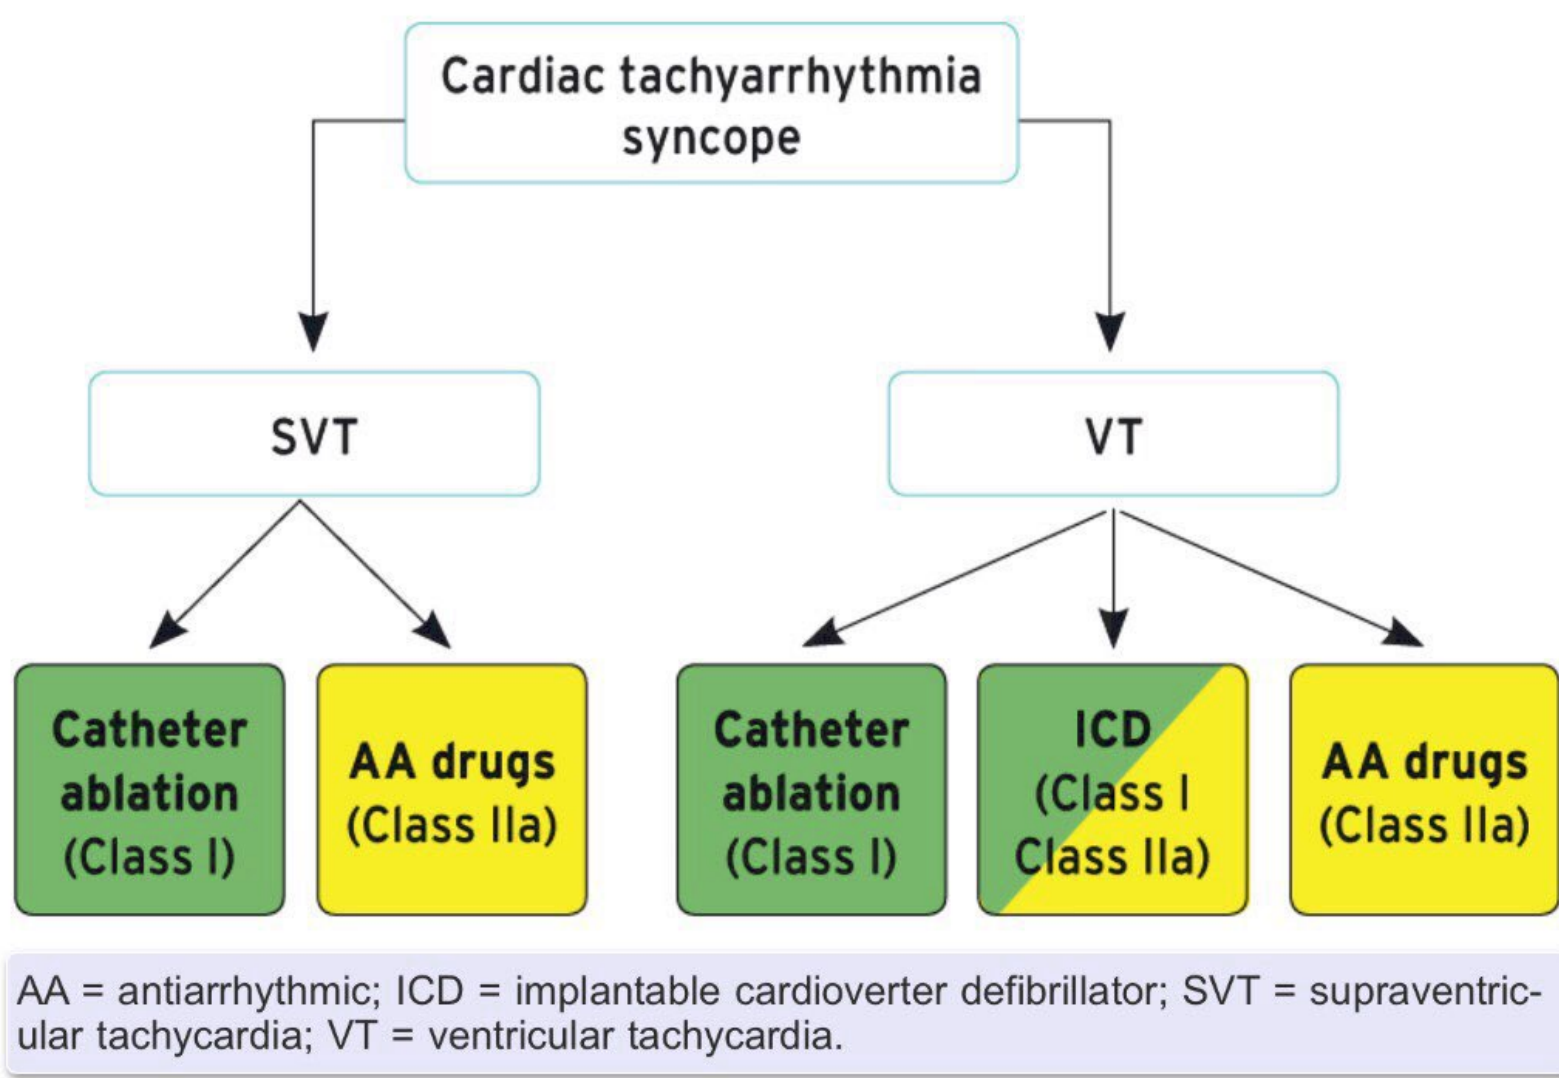 Cardiac tachyarrhythmia
syncope
SVT
VT
Catheter
ablation
(Class I)
AA drugs
(Class IIa)
Catheter
ablation
(Class I)
ICD
(Class I
Class IIa)
AA drugs
(Class IIa)
AA = antiarrhythmic; ICD = implantable cardioverter defibrillator; SVT = supraventric-
ular tachycardia; VT = ventricular tachycardia.